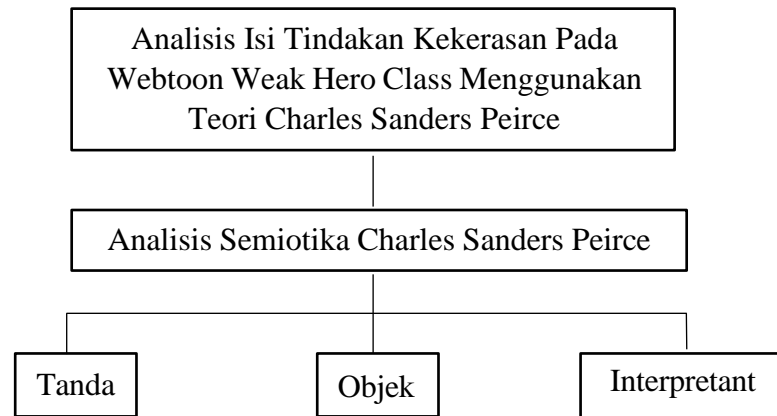 Analisis Isi Tindakan Kekerasan Pada
Webtoon Weak Hero Class Menggunakan
Teori Charles Sanders Peirce
Analisis Semiotika Charles Sanders Peirce
Tanda
Objek
Interpretant